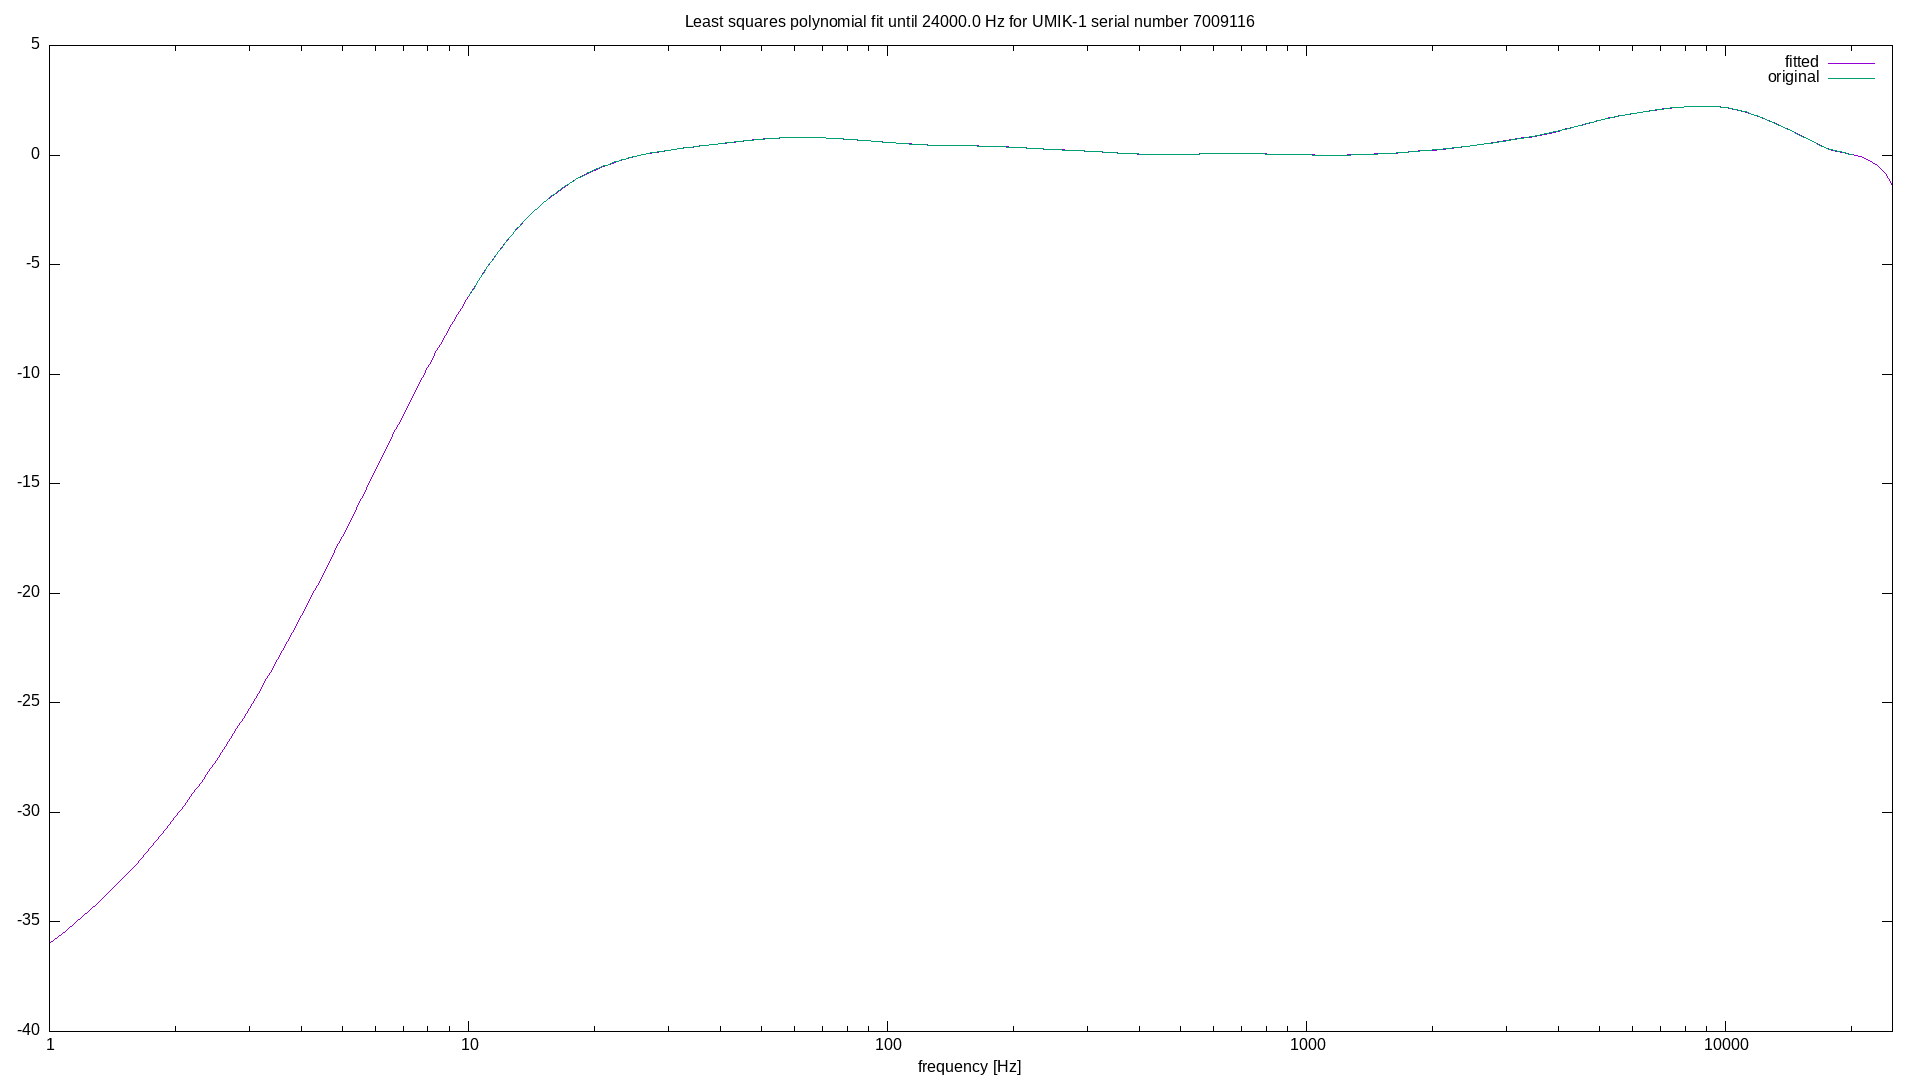 Least squares polynomial fit until 24000.0 Hz for UMIK-1 serial number 7009116
fitted
original
5
0
-5
-10
-15
-20
-25
-30
-35
-40
1 10 100 1000 10000
frequency [Hz]